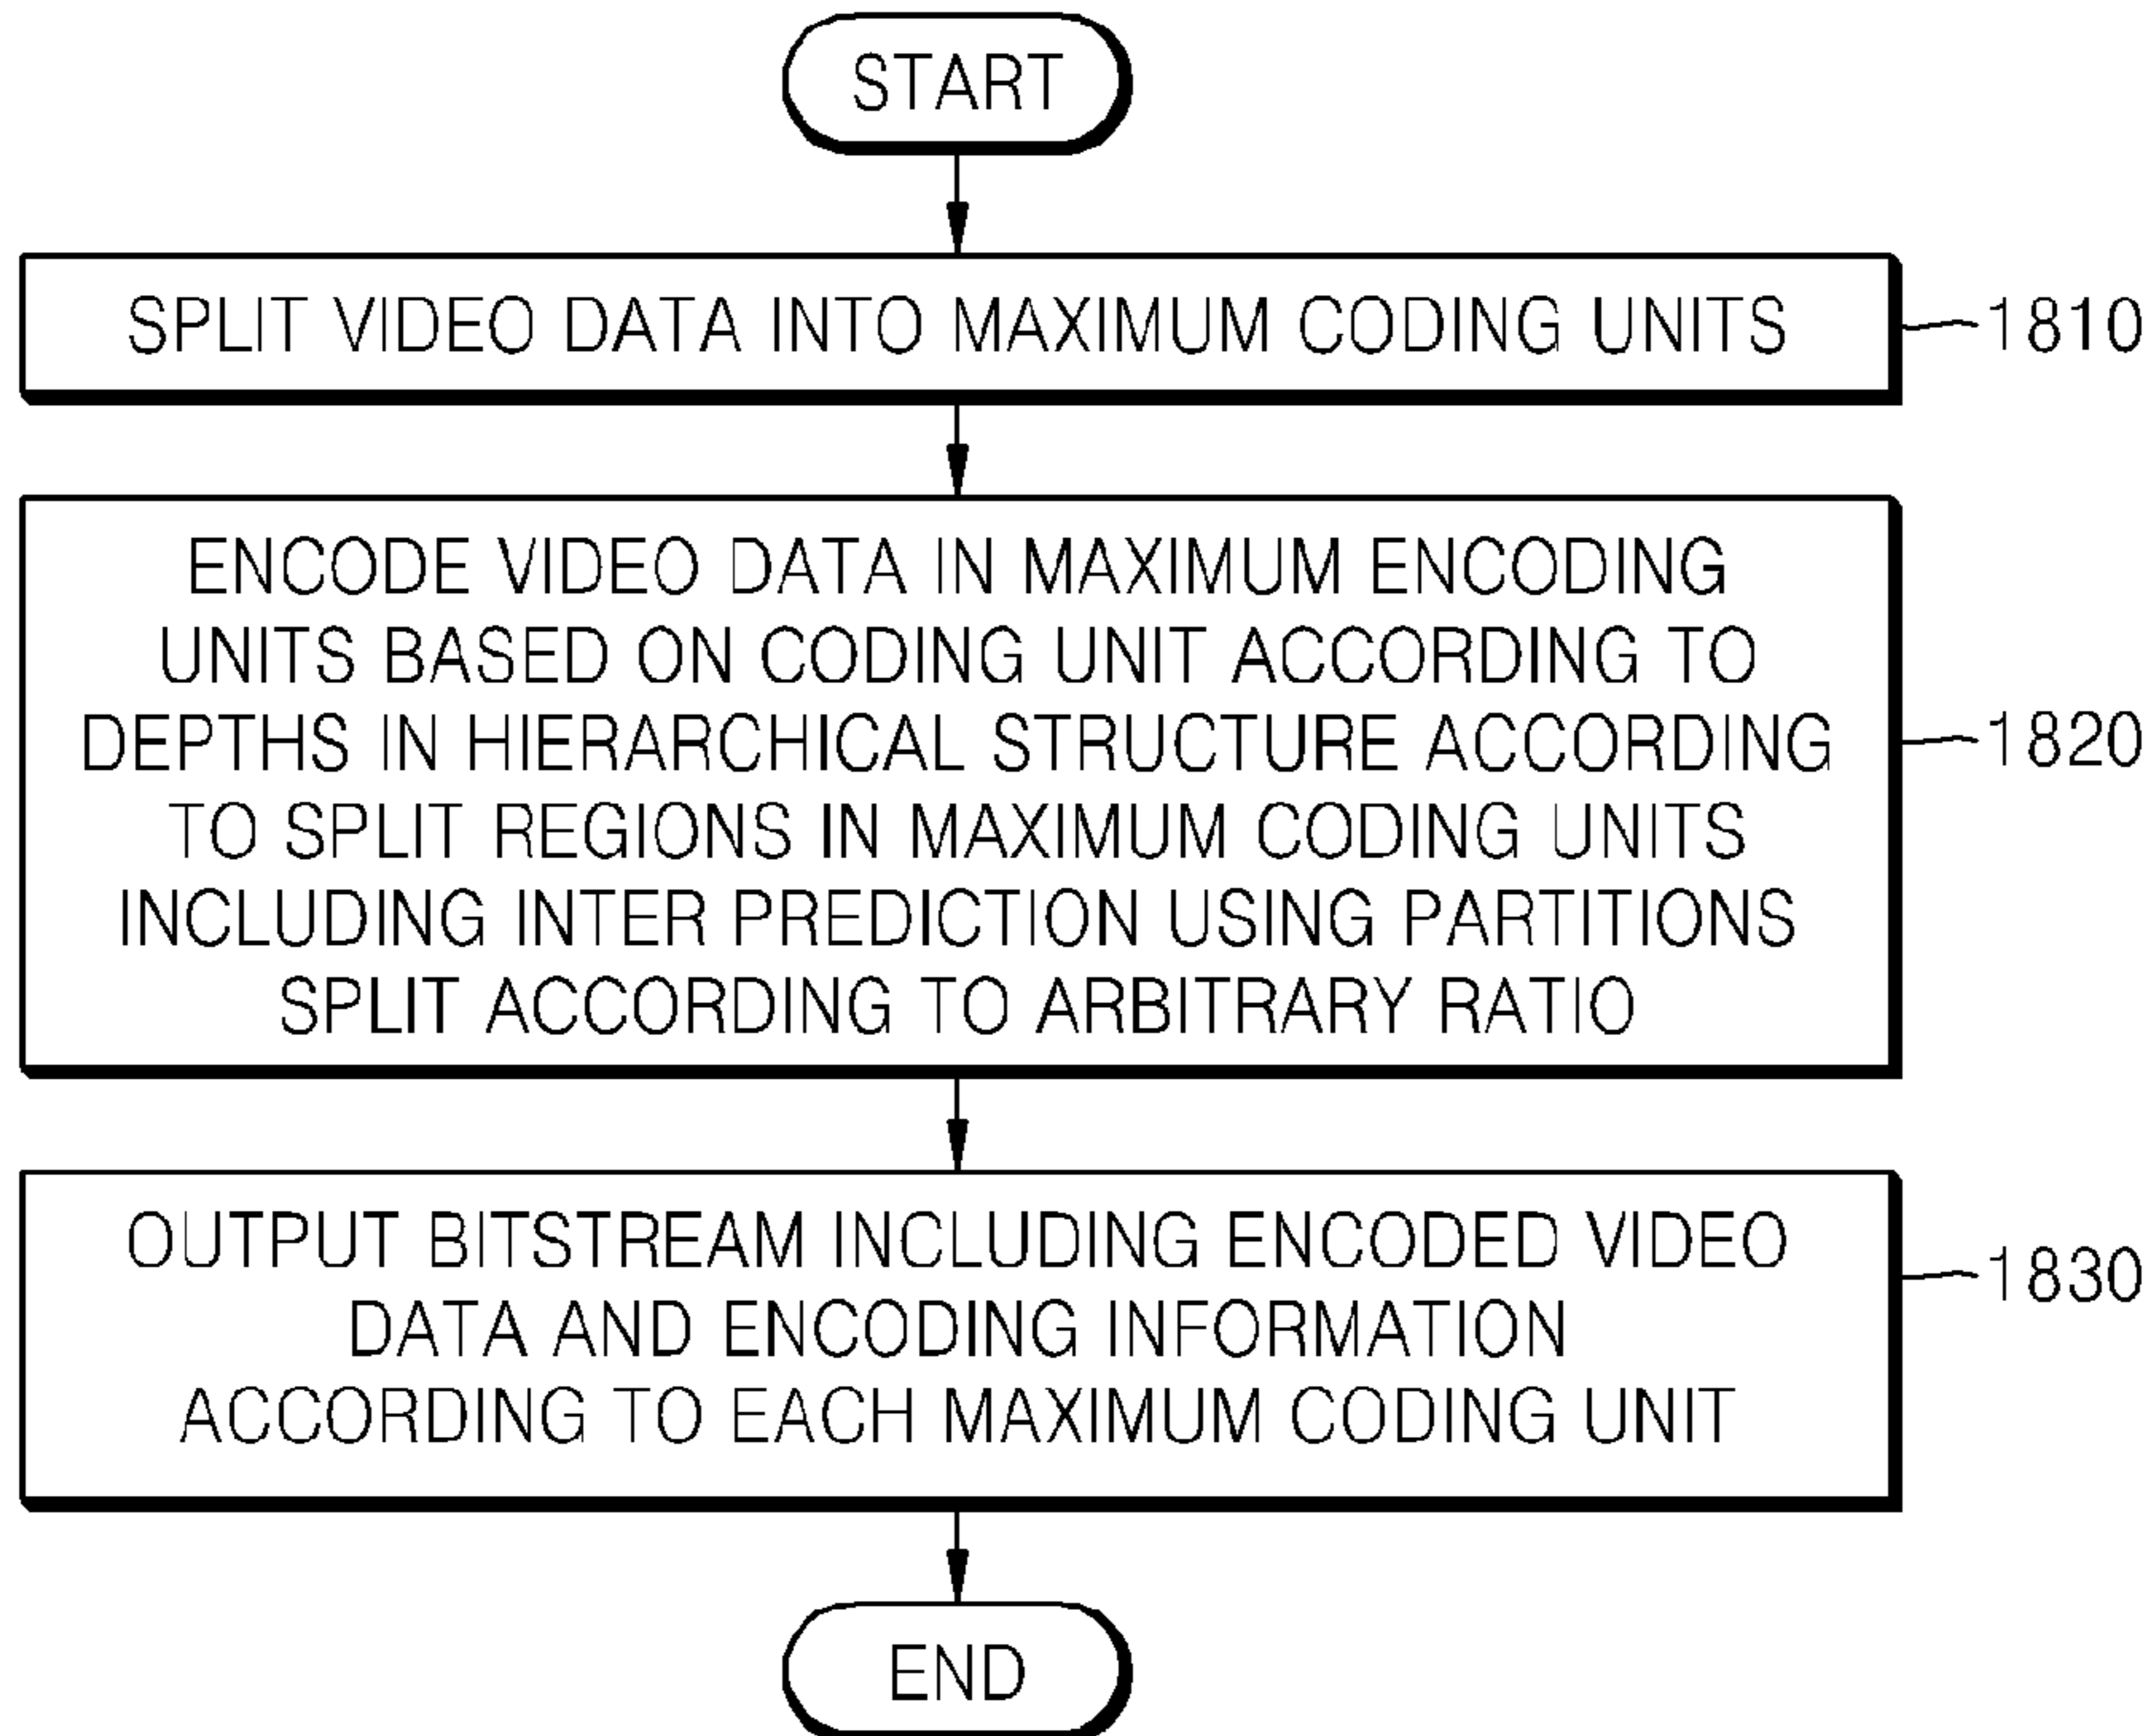 START
SPLIT VIDEO DATA INTO MAXIMUM CODING UNITS
1810
ENCODE VIDEO DATA IN MAXIMUM ENCODING
UNITS BASED ON CODING UNIT ACCORDING TO
DEPTHS IN HIERARCHICAL STRUCTURE ACCORDING
TO SPLIT REGIONS IN MAXIMUM CODING UNITS
INCLUDING INTER PREDICTION USING PARTITIONS
SPLIT ACCORDING TO ARBITRARY RATIO
1820
OUTPUT BITSTREAM INCLUDING ENCODED VIDEO
DATA AND ENCODING INFORMATION
ACCORDING TO EACH MAXIMUM CODING UNIT
1830
END